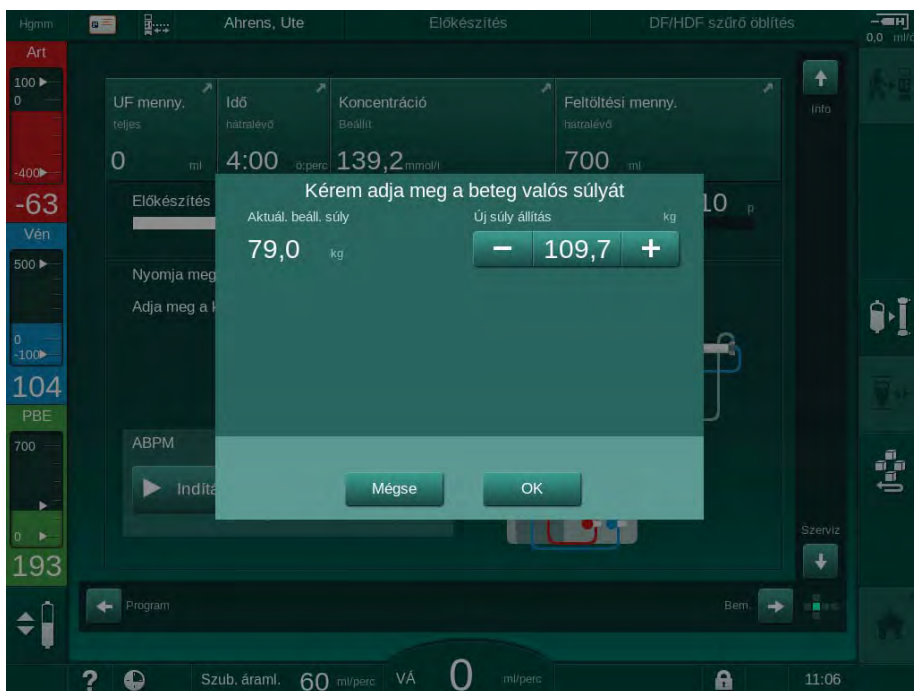 Hgmm Ahrens, Ute Előkészítés DF/HDF szűrő öblítés H 0,0 ml/ó
Art
100
0
-400
-63
Vén
500
0
-100
104
PBE
700
0
193
UF menny. Idő Koncentráció Feltöltési menny.
teljes hátralévő Beállít hátralévő
0 ml 4:00 ó:perc 139,2 mmol/l 700 ml
Info
Előkészítés 10 p
Kérem adja meg a beteg valós súlyát
Aktuál. beáll. súly Új súly állítás kg
79,0 kg − 109,7 +
Nyomja meg
Adja meg a k
ABPM
Indítá
Mégse OK
Szerviz
Program Bem.
? Szub. áraml. 60 ml/perc VÁ 0 ml/perc 11:06